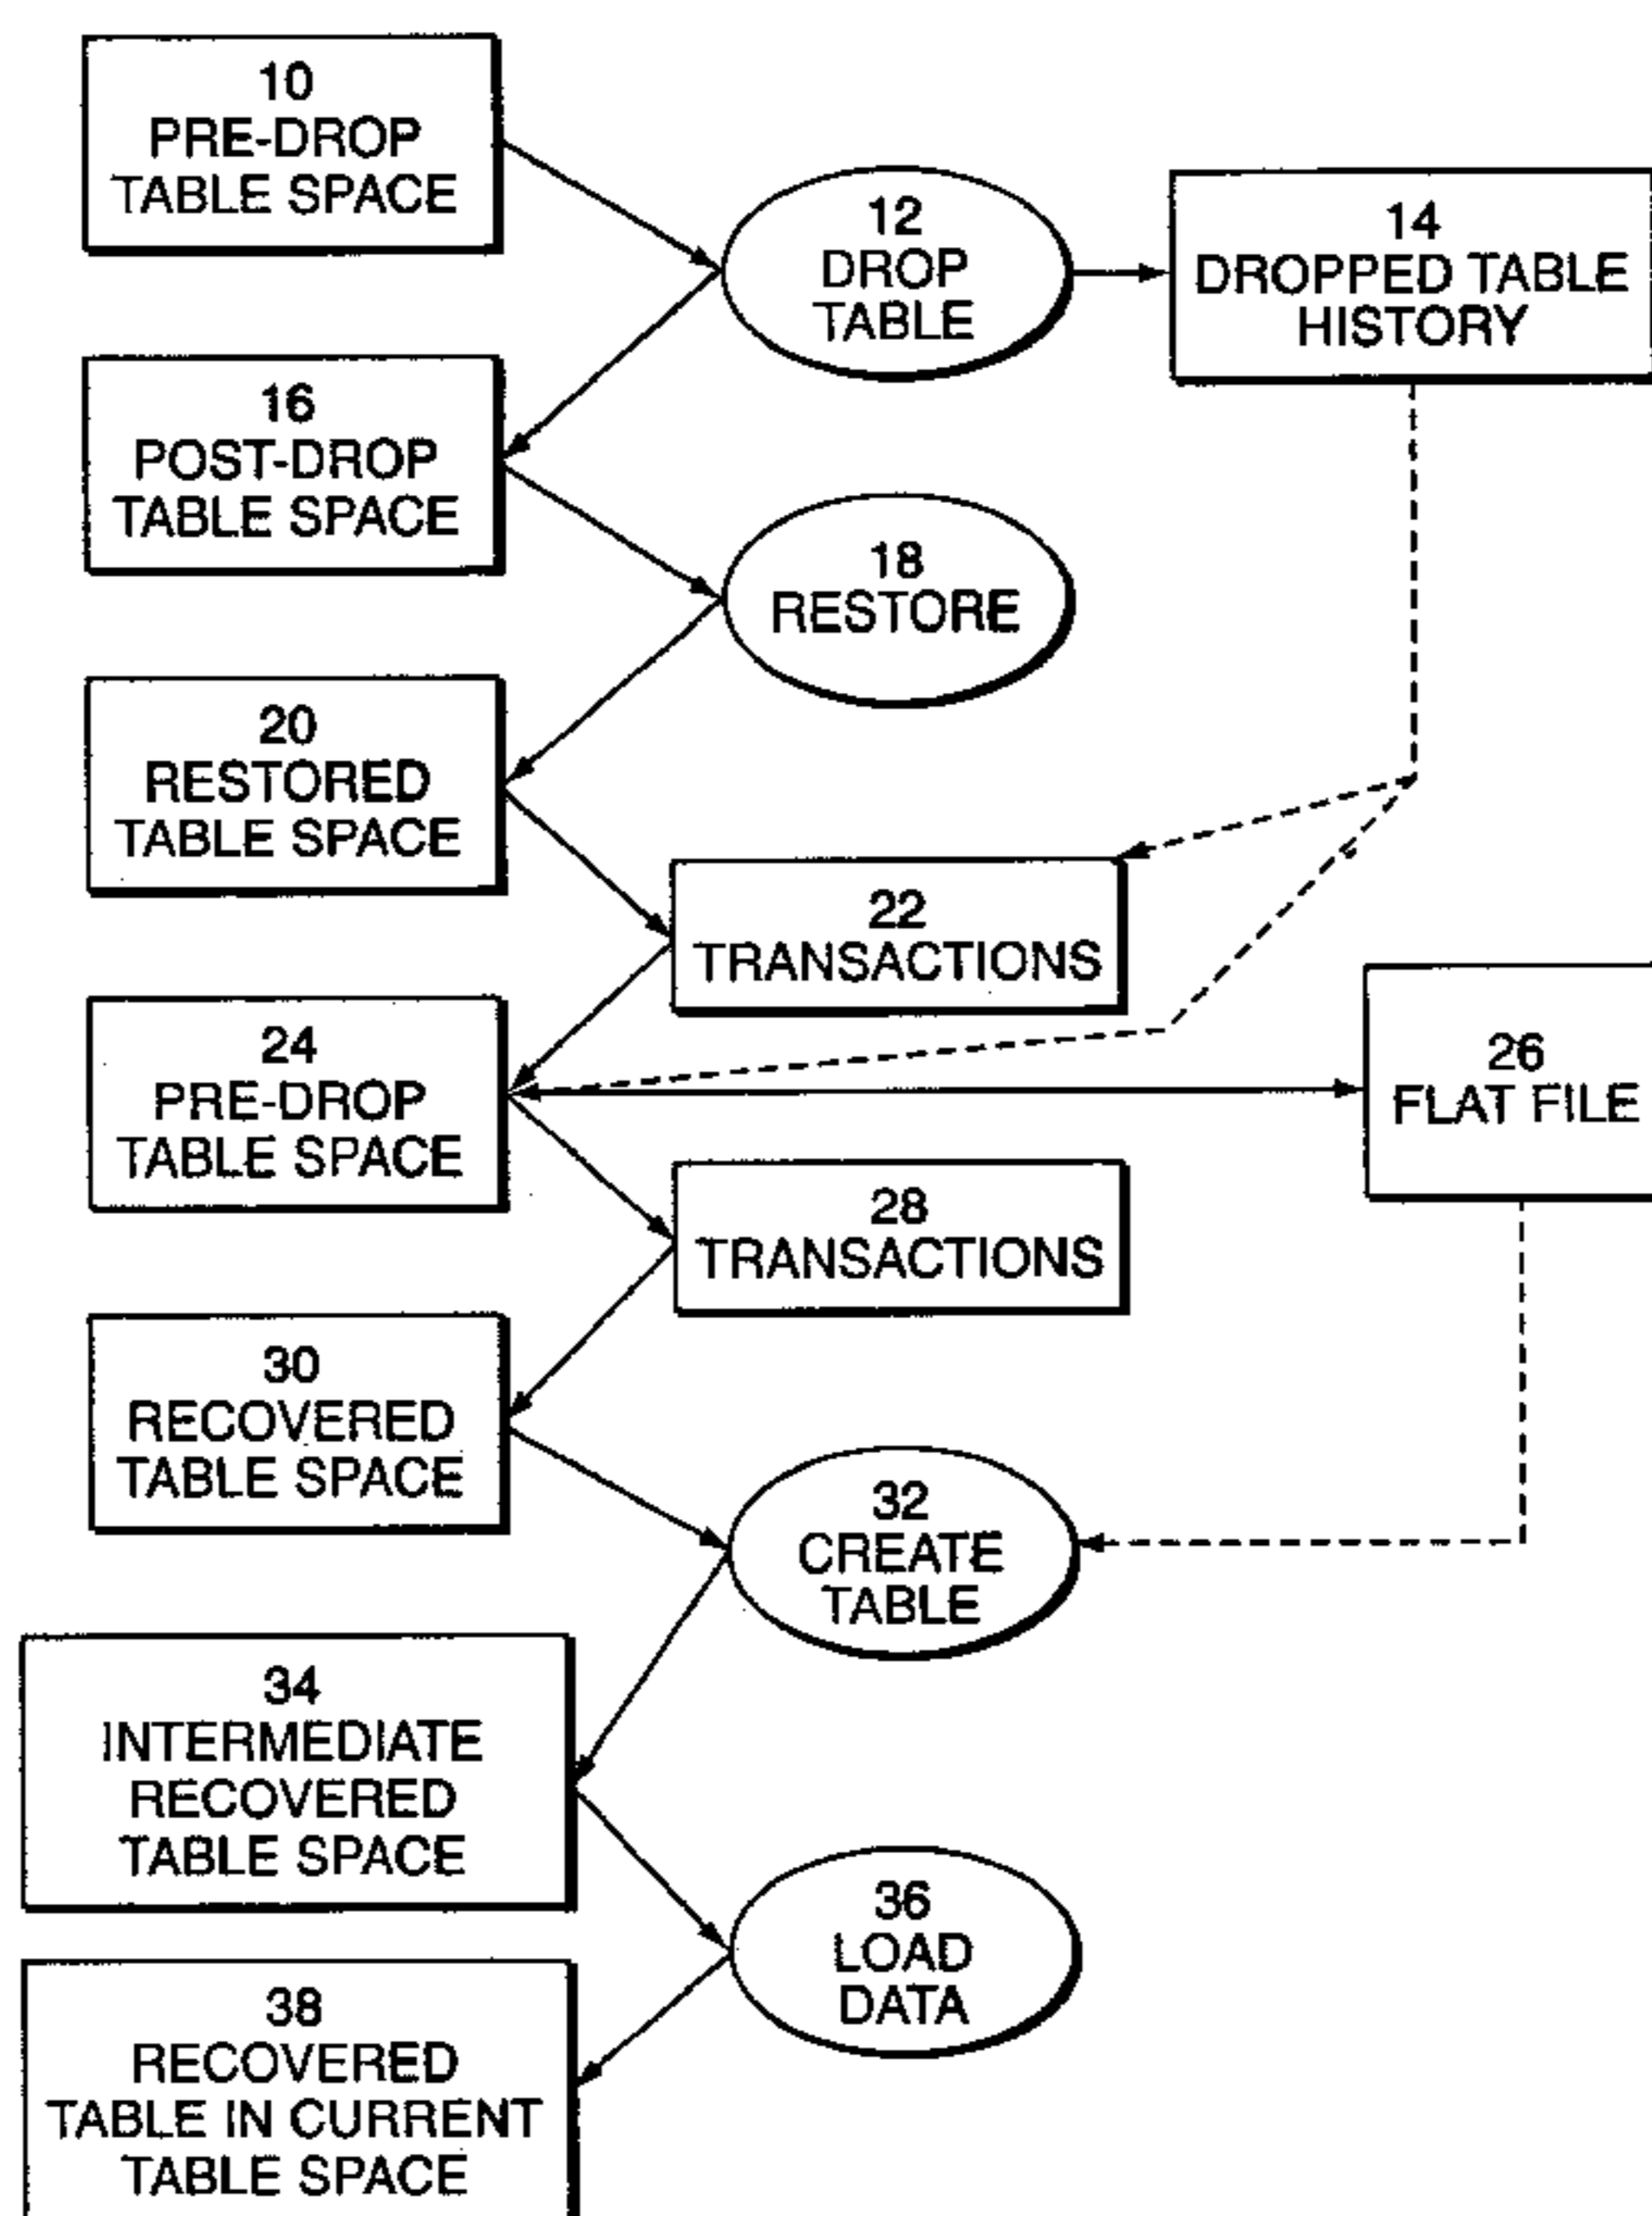 10
PRE-DROP
TABLE SPACE
12
DROP
TABLE
14
DROPPED TABLE
HISTORY
16
POST-DROP
TABLE SPACE
18
RESTORE
20
RESTORED
TABLE SPACE
22
TRANSACTIONS
24
PRE-DROP
TABLE SPACE
26
FLAT FILE
28
TRANSACTIONS
30
RECOVERED
TABLE SPACE
32
CREATE
TABLE
34
INTERMEDIATE
RECOVERED
TABLE SPACE
36
LOAD
DATA
38
RECOVERED
TABLE IN CURRENT
TABLE SPACE